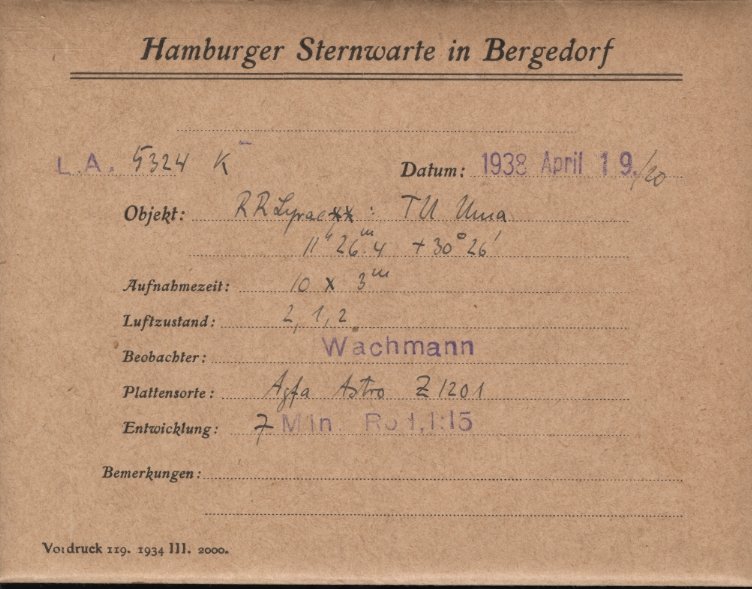 Hamburger Sternwarte in Bergedorf
L.A. 5324 K⁻
Datum: 1938 April 19./20
Objekt: RR Lyrae ** : TU Uma
11ʰ 26ᵐ.4 + 30° 26'
Aufnahmezeit: 10 x 3ᵐ
Luftzustand: 2, 1, 2
Beobachter: Wachmann
Plattensorte: Agfa Astro Z 1201
Entwicklung: 7 Min. Rod, 1:15
Bemerkungen:
Vordruck 119. 1934 III. 2000.